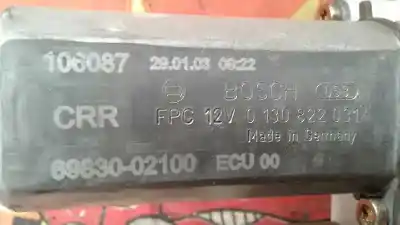 106087 29.01.03 09:22
BOSCH
CRR FPC 12V 0 130 822 031
Made in Germany
69830-02100 ECU 00